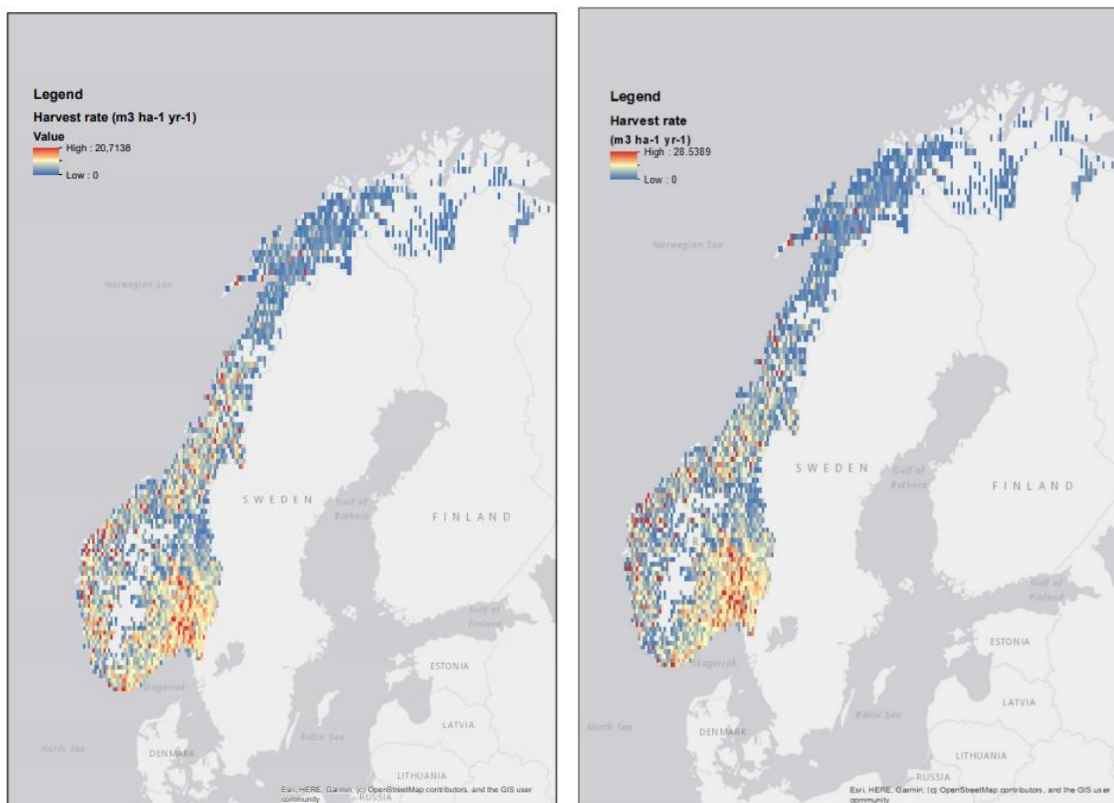 Legend
Harvest rate (m3 ha-1 yr-1)
Value
High : 20,7138
Low : 0
Norwegian Sea
SWEDEN
Gulf of
Bothnia
FINLAND
R
Gulf of
Finland
ESTONIA
Skagerrak
LATVIA
Baltic Sea
North Sea
DENMARK
LITHUANIA
RUSSIA
Esri, HERE, Garmin, (c) OpenStreetMap contributors, and the GIS user
community
Legend
Harvest rate
(m3 ha-1 yr-1)
High : 28.5389
Low : 0
Norwegian Sea
SWEDEN
Gulf of
Bothnia
FINLAND
R
Gulf of
Finland
ESTONIA
Skagerrak
LATVIA
Baltic Sea
North Sea
DENMARK
LITHUANIA
RUSSIA
Esri, HERE, Garmin, (c) OpenStreetMap contributors, and the GIS user
community